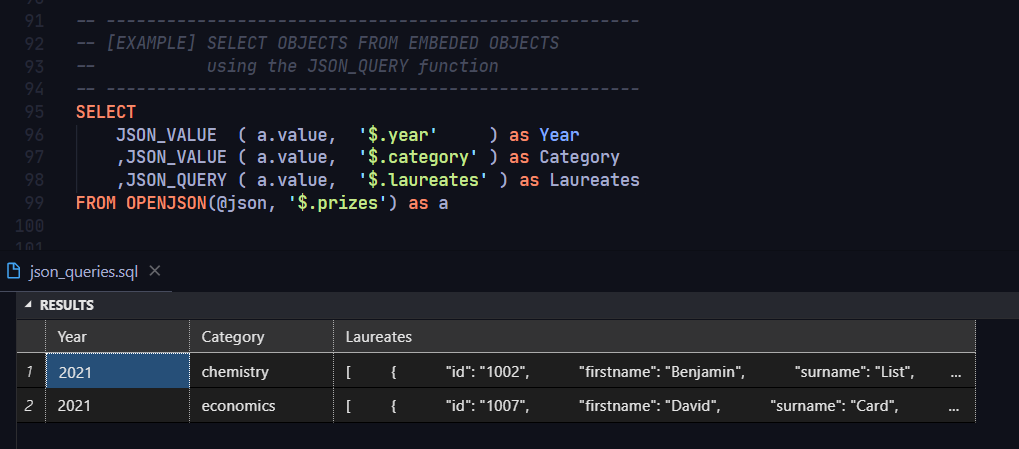 91 -- -----------------------------------------------------
92 -- [EXAMPLE] SELECT OBJECTS FROM EMBEDED OBJECTS
93 --           using the JSON_QUERY function
94 -- -----------------------------------------------------
95 SELECT
96     JSON_VALUE  ( a.value,  '$.year'     ) as Year
97     ,JSON_VALUE ( a.value,  '$.category' ) as Category
98     ,JSON_QUERY ( a.value,  '$.laureates' ) as Laureates
99 FROM OPENJSON(@json, '$.prizes') as a
100
101
json_queries.sql
RESULTS
Year Category Laureates
1 2021 chemistry [ { "id": "1002", "firstname": "Benjamin", "surname": "List", ...
2 2021 economics [ { "id": "1007", "firstname": "David", "surname": "Card", ...